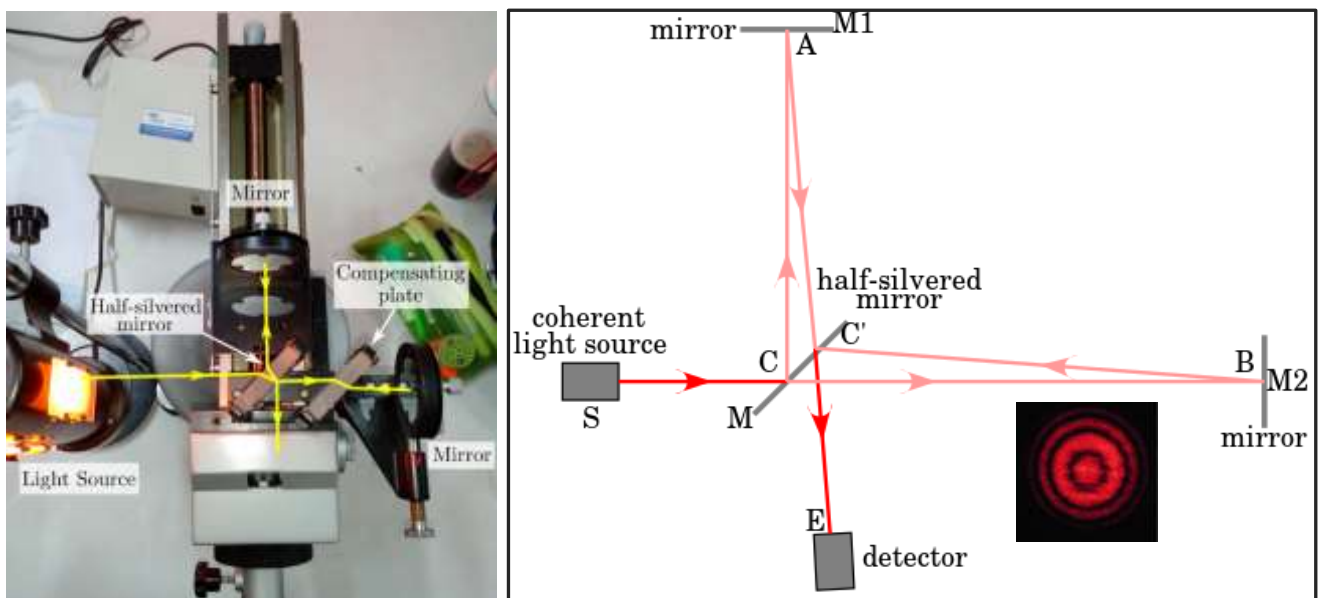 Mirror
Compensating
plate
Half-silvered
mirror
Mirror
Light Source
mirror
M1
A
half-silvered
mirror
coherent
light source
C'
C
B
M2
S
M
mirror
E
detector